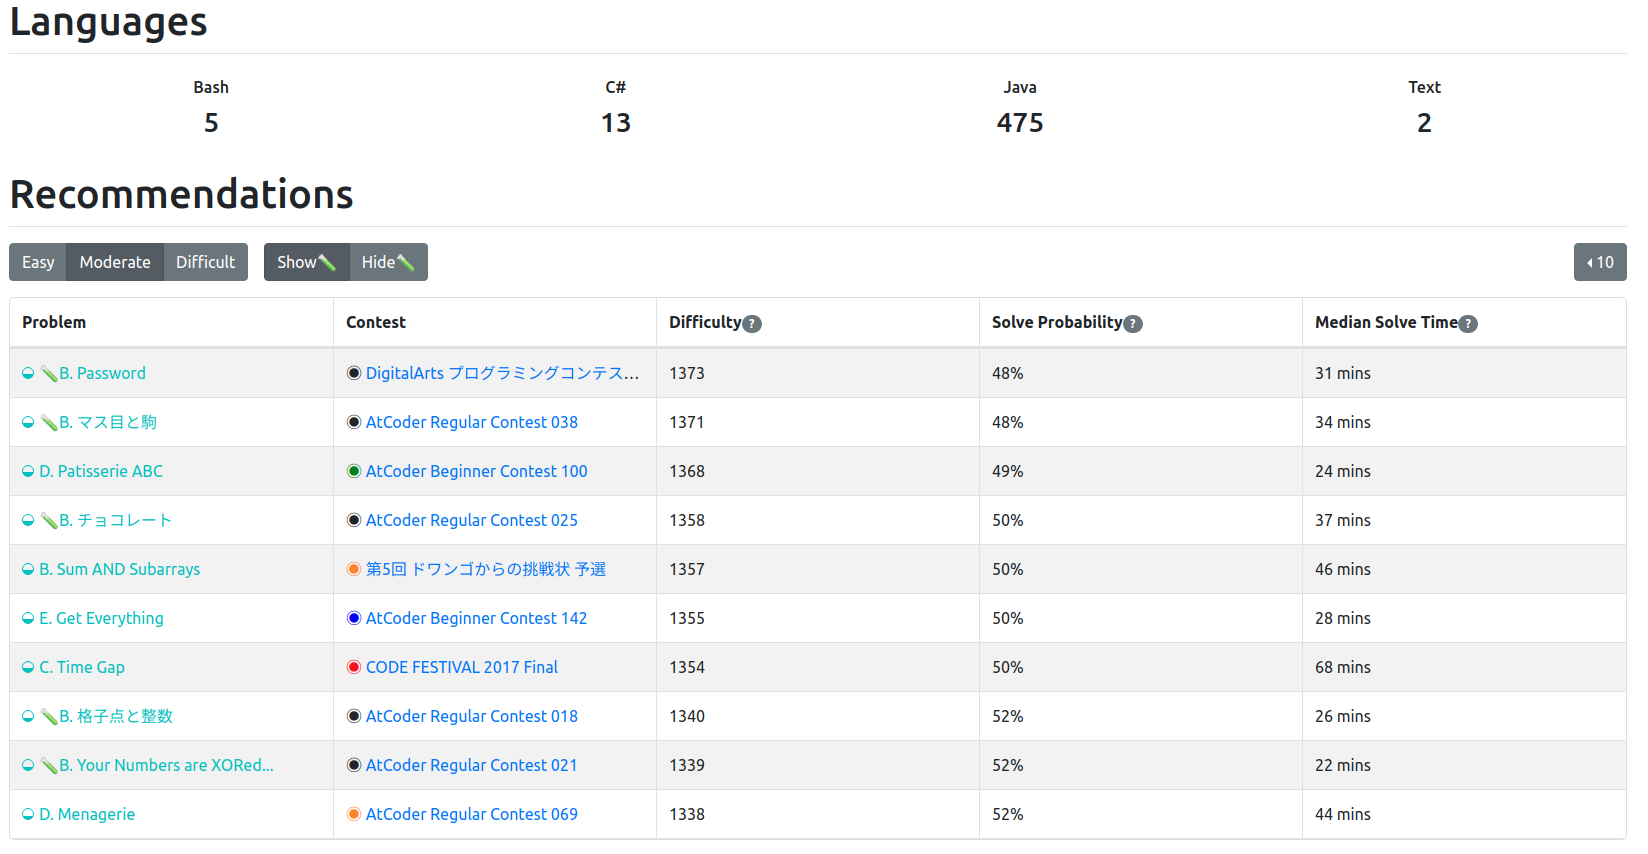 Languages
Bash C# Java Text
5 13 475 2
Recommendations
Easy Moderate Difficult Show Hide 10
Problem Contest Difficulty? Solve Probability? Median Solve Time?
B. Password DigitalArts プログラミングコンテス... 1373 48% 31 mins
B. マス目と駒 AtCoder Regular Contest 038 1371 48% 34 mins
D. Patisserie ABC AtCoder Beginner Contest 100 1368 49% 24 mins
B. チョコレート AtCoder Regular Contest 025 1358 50% 37 mins
B. Sum AND Subarrays 第5回 ドワンゴからの挑戦状 予選 1357 50% 46 mins
E. Get Everything AtCoder Beginner Contest 142 1355 50% 28 mins
C. Time Gap CODE FESTIVAL 2017 Final 1354 50% 68 mins
B. 格子点と整数 AtCoder Regular Contest 018 1340 52% 26 mins
B. Your Numbers are XORed... AtCoder Regular Contest 021 1339 52% 22 mins
D. Menagerie AtCoder Regular Contest 069 1338 52% 44 mins